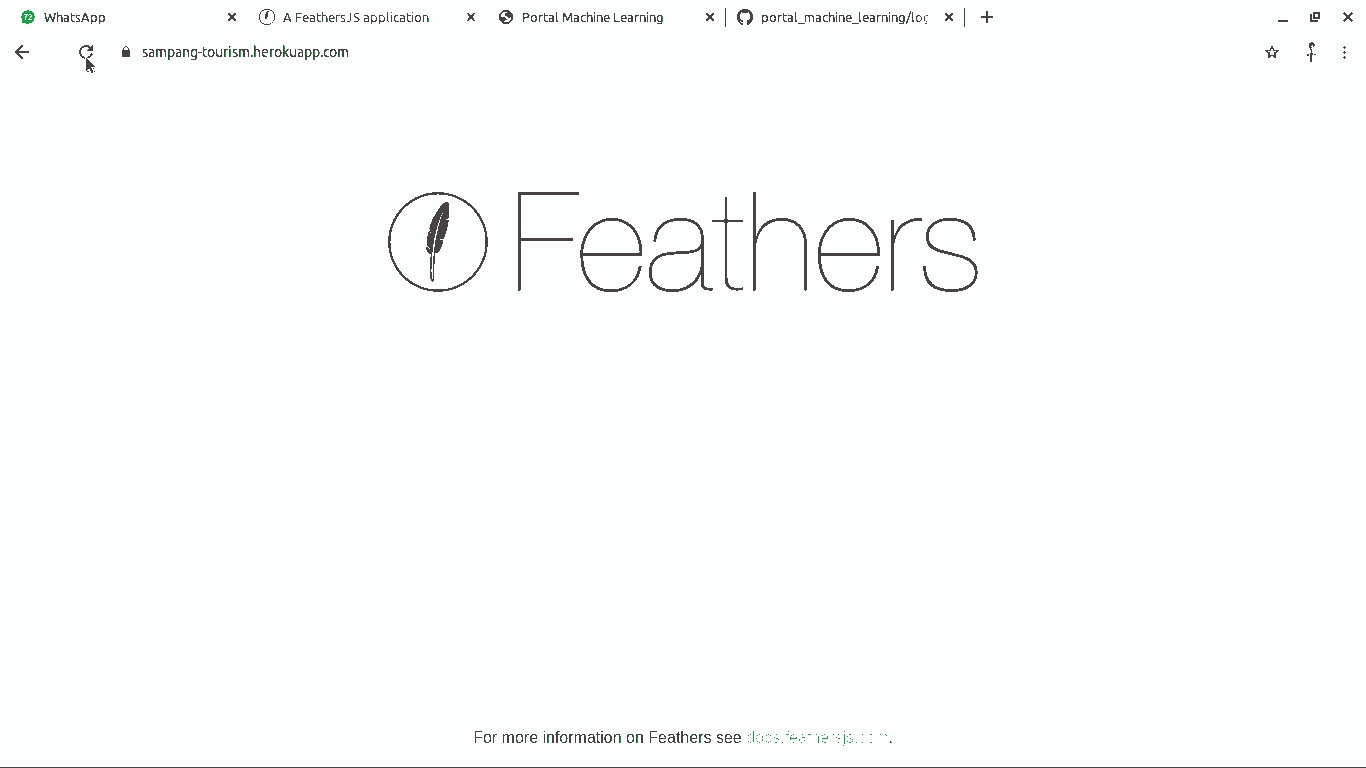 72 WhatsApp
A FeathersJS application
Portal Machine Learning
portal_machine_learning/log
sampang-tourism.herokuapp.com
Feathers
For more information on Feathers see docs.feathersjs.com.